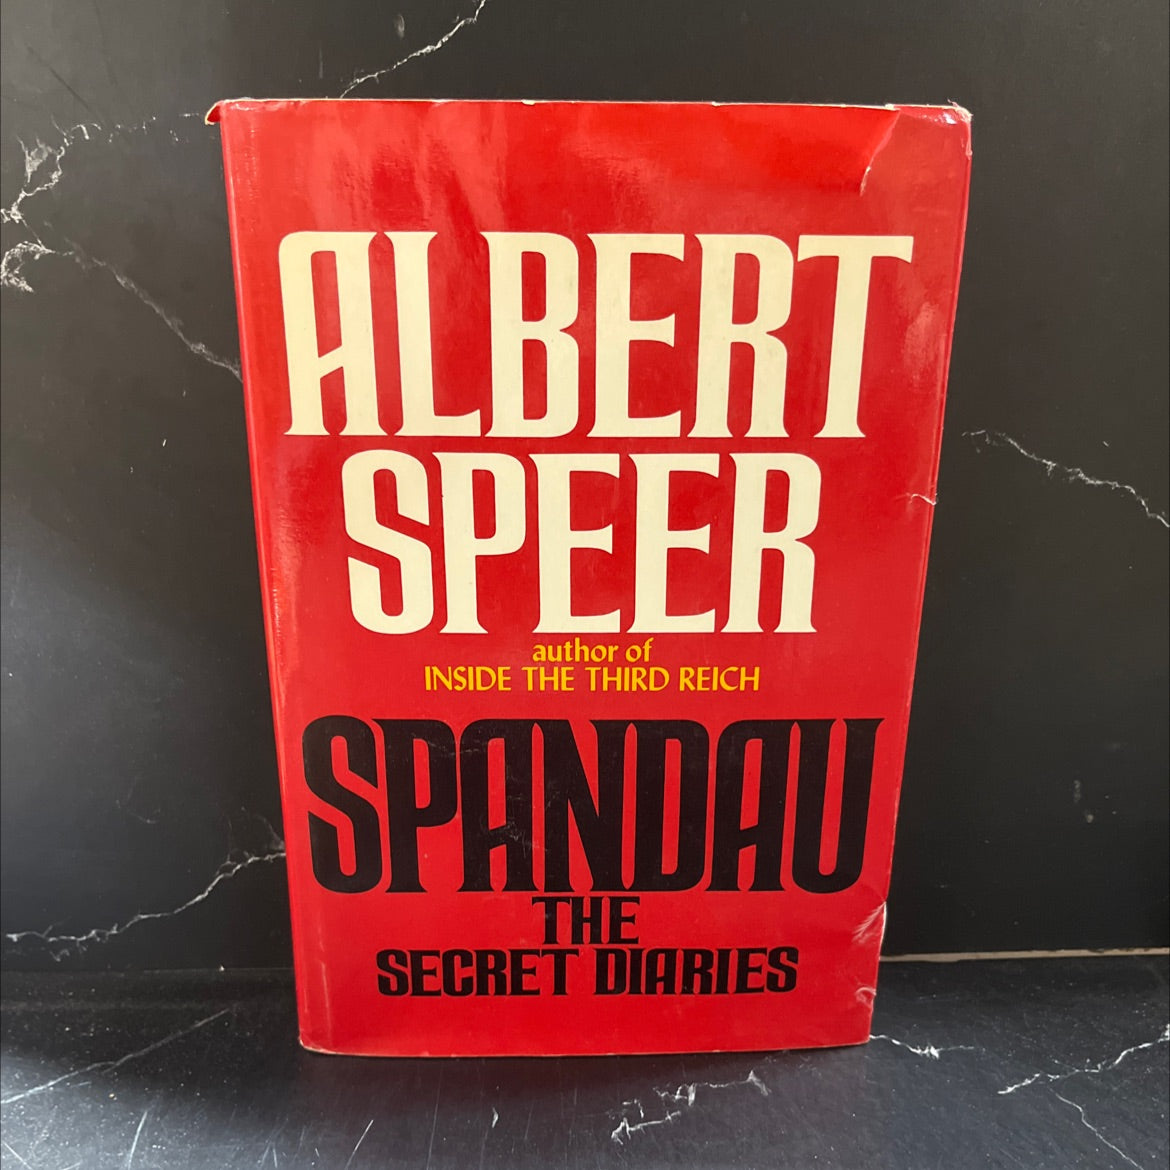 ALBERT
SPEER
author of
INSIDE THE THIRD REICH
SPANDAU
THE
SECRET DIARIES